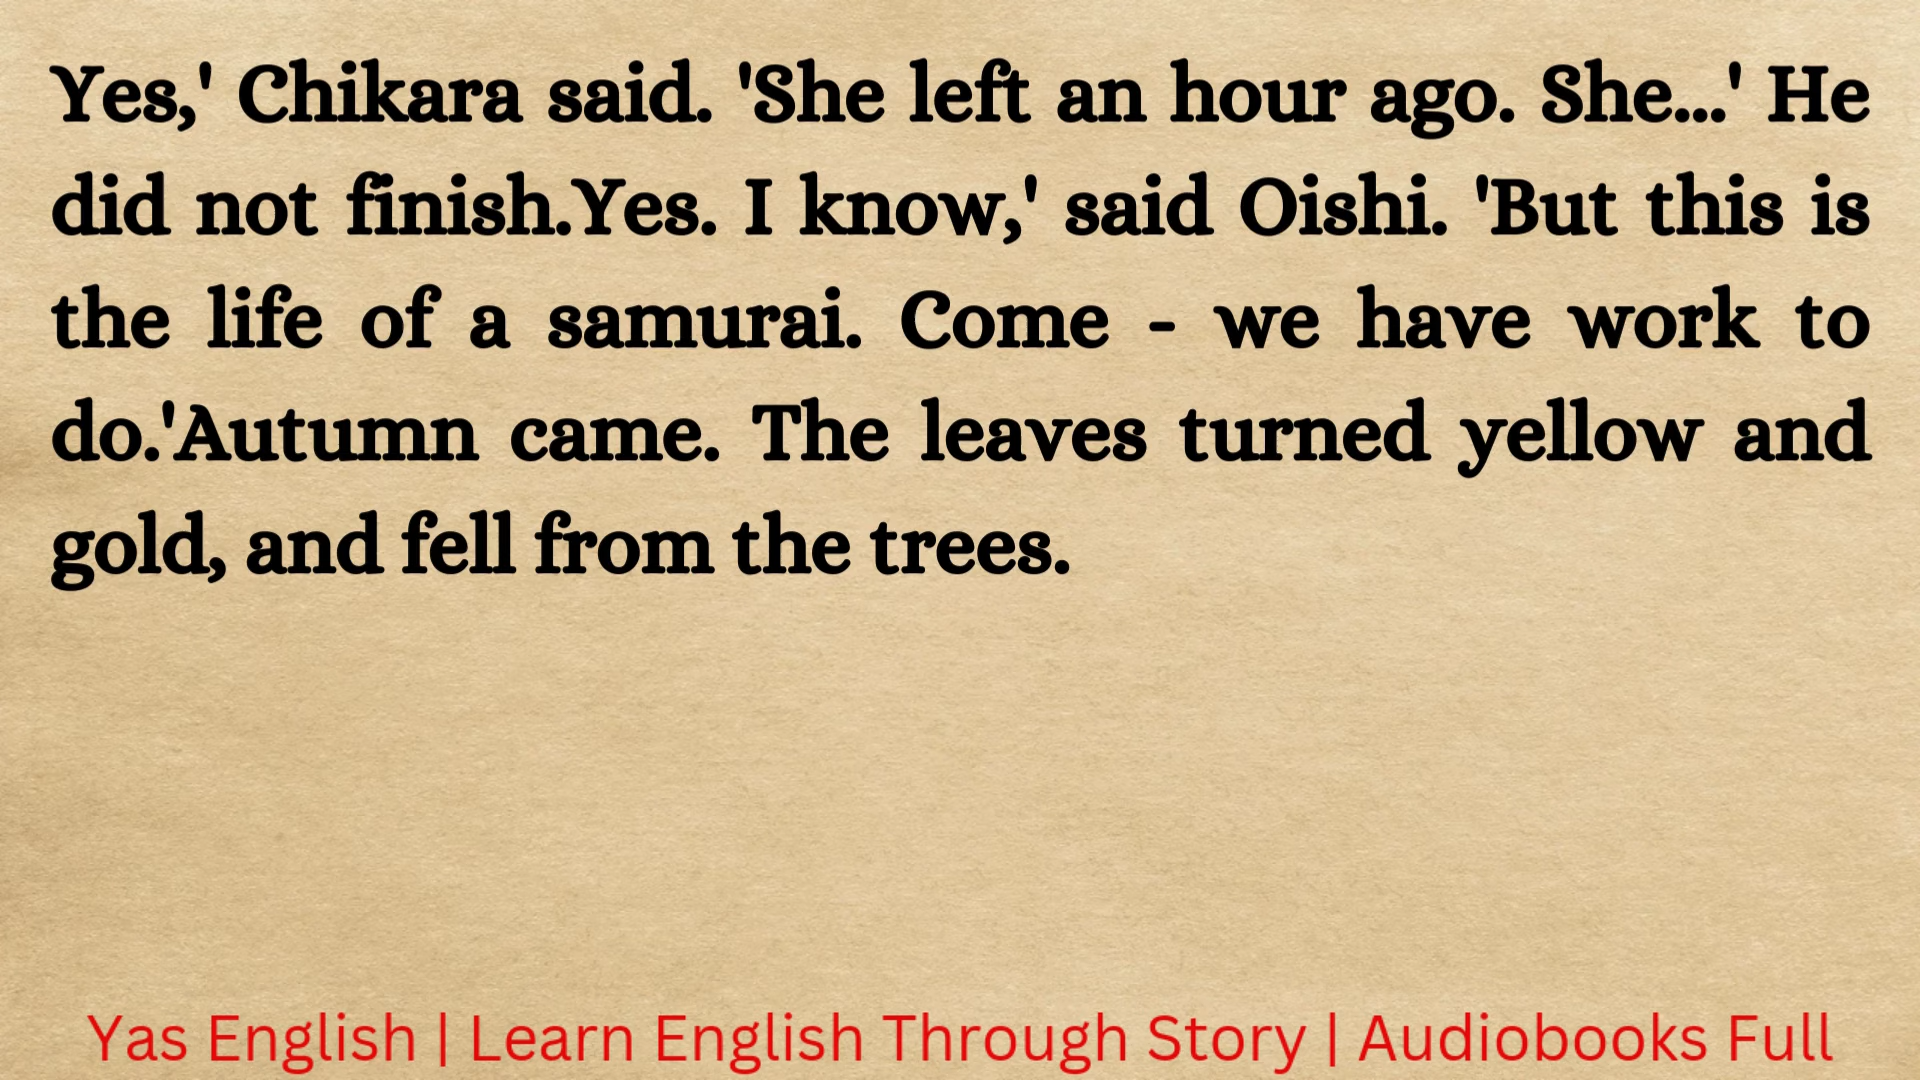 Yes,' Chikara said. 'She left an hour ago. She...' He
did not finish.Yes. I know,' said Oishi. 'But this is
the life of a samurai. Come - we have work to
do.'Autumn came. The leaves turned yellow and
gold, and fell from the trees.
Yas English | Learn English Through Story | Audiobooks Full